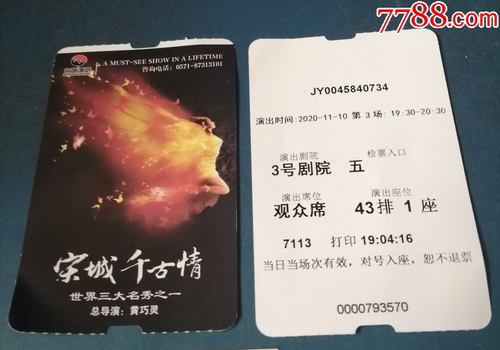 7788.com
A MUST-SEE SHOW IN A LIFETIME
咨询电话：0571-87313101
宋城千古情
世界三大名秀之一
总导演：黄巧灵
JY0045840734
演出时间:2020-11-10 第 3 场: 19:30-20:30
演出剧院 检票入口
3号剧院 五
演出席位 演出座位
观众席 43排 1 座
7113 打印 19:04:16
当日当场次有效，对号入座，恕不退票
0000793570